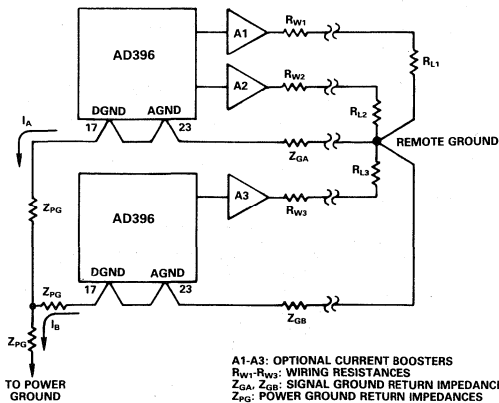 A1
RW1
AD396
RL1
A2
RW2
RL2
DGND
AGND
IA
17
23
ZGA
REMOTE GROUND
RL3
AD396
A3
RW3
ZPG
DGND
AGND
ZPG
17
23
IB
ZGB
ZPG
TO POWER
GROUND
A1-A3: OPTIONAL CURRENT BOOSTERS
RW1-RW3: WIRING RESISTANCES
ZGA, ZGB: SIGNAL GROUND RETURN IMPEDANC
ZPG: POWER GROUND RETURN IMPEDANCES